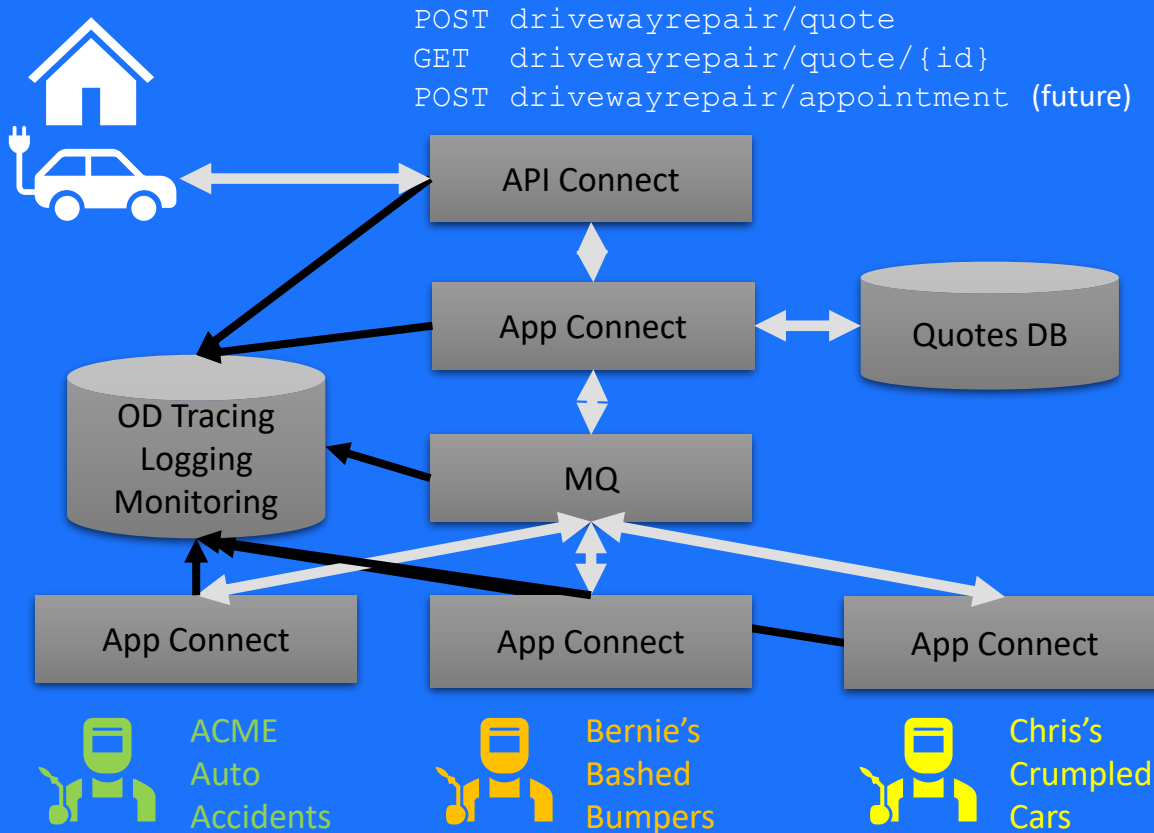 POST drivewayrepair/quote
GET drivewayrepair/quote/{id}
POST drivewayrepair/appointment (future)
API Connect
App Connect
Quotes DB
OD Tracing
Logging
Monitoring
MQ
App Connect
App Connect
App Connect
ACME
Auto
Accidents
Bernie’s
Bashed
Bumpers
Chris’s
Crumpled
Cars